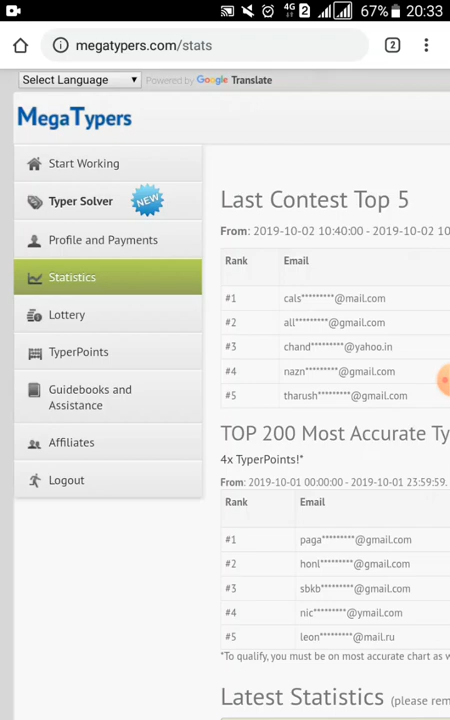 4G 2 67% 20:33
megatypers.com/stats 2
Select Language Powered by Google Translate
MegaTypers
Start Working
Typer Solver NEW
Profile and Payments
Statistics
Lottery
TyperPoints
Guidebooks and
Assistance
Affiliates
Logout
Last Contest Top 5
From: 2019-10-02 10:40:00 - 2019-10-02 10
Rank Email
#1 cals*********@mail.com
#2 all*********@gmail.com
#3 chand*********@yahoo.in
#4 nazn*********@gmail.com
#5 tharush*********@gmail.com
TOP 200 Most Accurate Ty
4x TyperPoints!*
From: 2019-10-01 00:00:00 - 2019-10-01 23:59:59.
Rank Email
#1 paga*********@gmail.com
#2 honl*********@gmail.com
#3 sbkb*********@gmail.com
#4 nic*********@ymail.com
#5 leon*********@mail.ru
*To qualify, you must be on most accurate chart as w
Latest Statistics (please rem